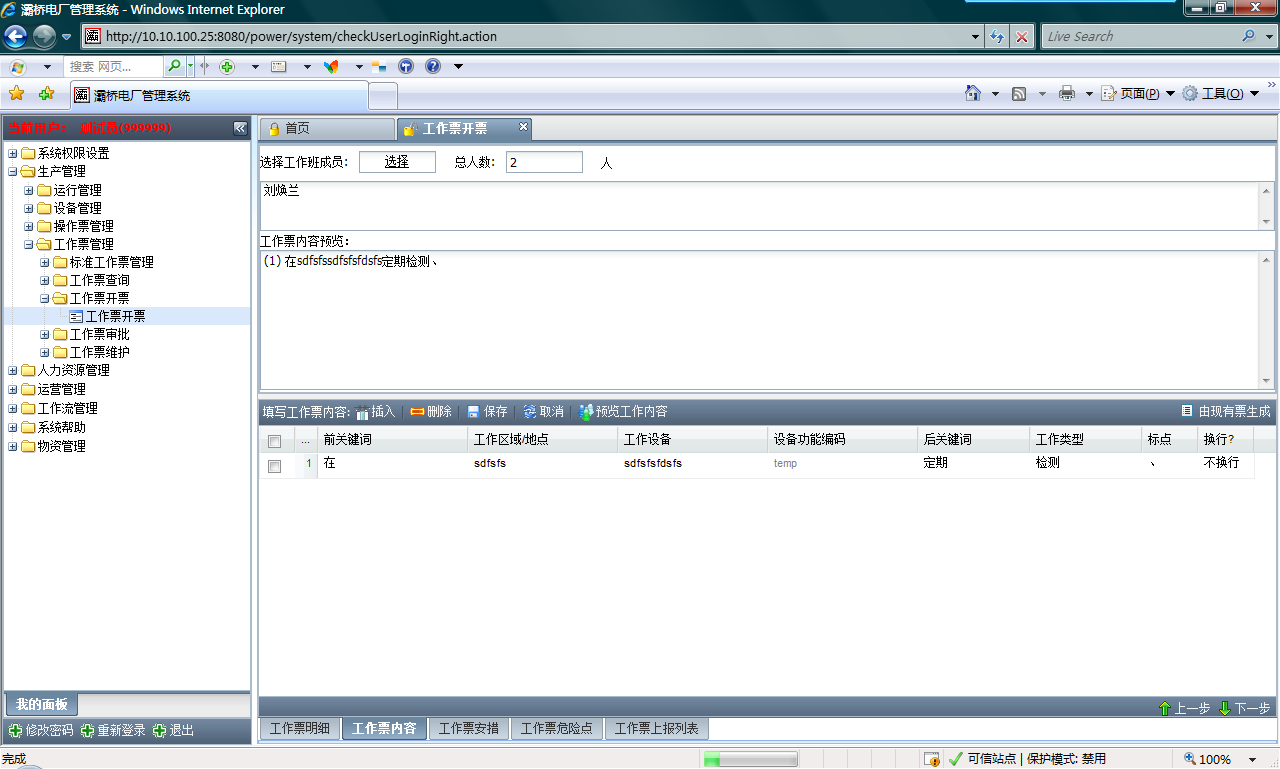 灞桥电厂管理系统 - Windows Internet Explorer
http://10.10.100.25:8080/power/system/checkUserLoginRight.action
Live Search
搜索 网页...
灞桥电厂管理系统
页面(P)
工具(O)
当前用户: 测试员(999999)
首页
工作票开票
系统权限设置
生产管理
运行管理
设备管理
操作票管理
工作票管理
标准工作票管理
工作票查询
工作票开票
工作票开票
工作票审批
工作票维护
人力资源管理
运营管理
工作流管理
系统帮助
物资管理
我的面板
修改密码 重新登录 退出
选择工作班成员: 选择 总人数: 2 人
刘焕兰
工作票内容预览:
(1) 在sdfsfssdfsfsfdsfs定期检测、
填写工作票内容: 插入 删除 保存 取消 预览工作内容 由现有票生成
... 前关键词 工作区域/地点 工作设备 设备功能编码 后关键词 工作类型 标点 换行?
1 在 sdfsfs sdfsfsfdsfs temp 定期 检测 、 不换行
上一步 下一步
工作票明细 工作票内容 工作票安措 工作票危险点 工作票上报列表
完成
可信站点 | 保护模式: 禁用
100%